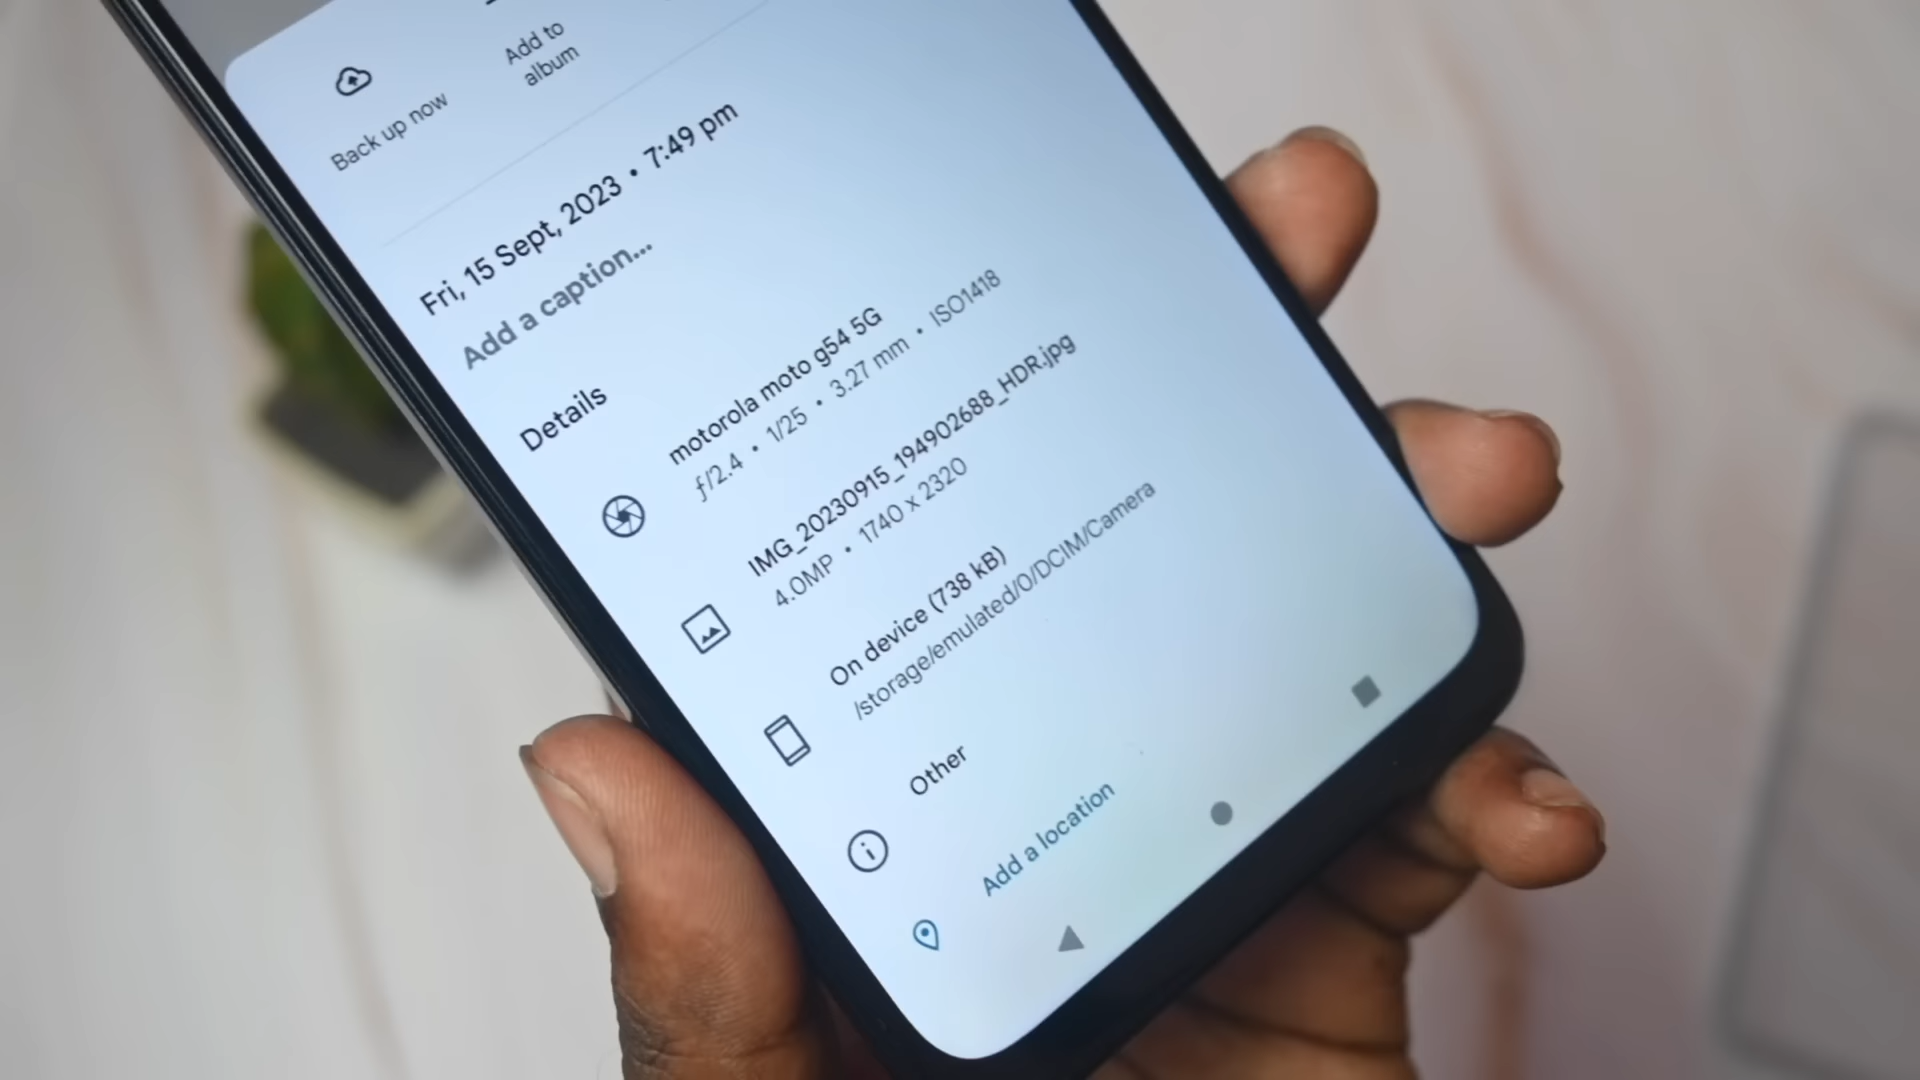 Back up now
Add to
album
Fri, 15 Sept, 2023 • 7:49 pm
Add a caption...
Details
motorola moto g54 5G
ƒ/2.4 • 1/25 • 3.27 mm • ISO1418
IMG_20230915_194902688_HDR.jpg
4.0MP • 1740 x 2320
On device (738 kB)
/storage/emulated/0/DCIM/Camera
Other
Add a location